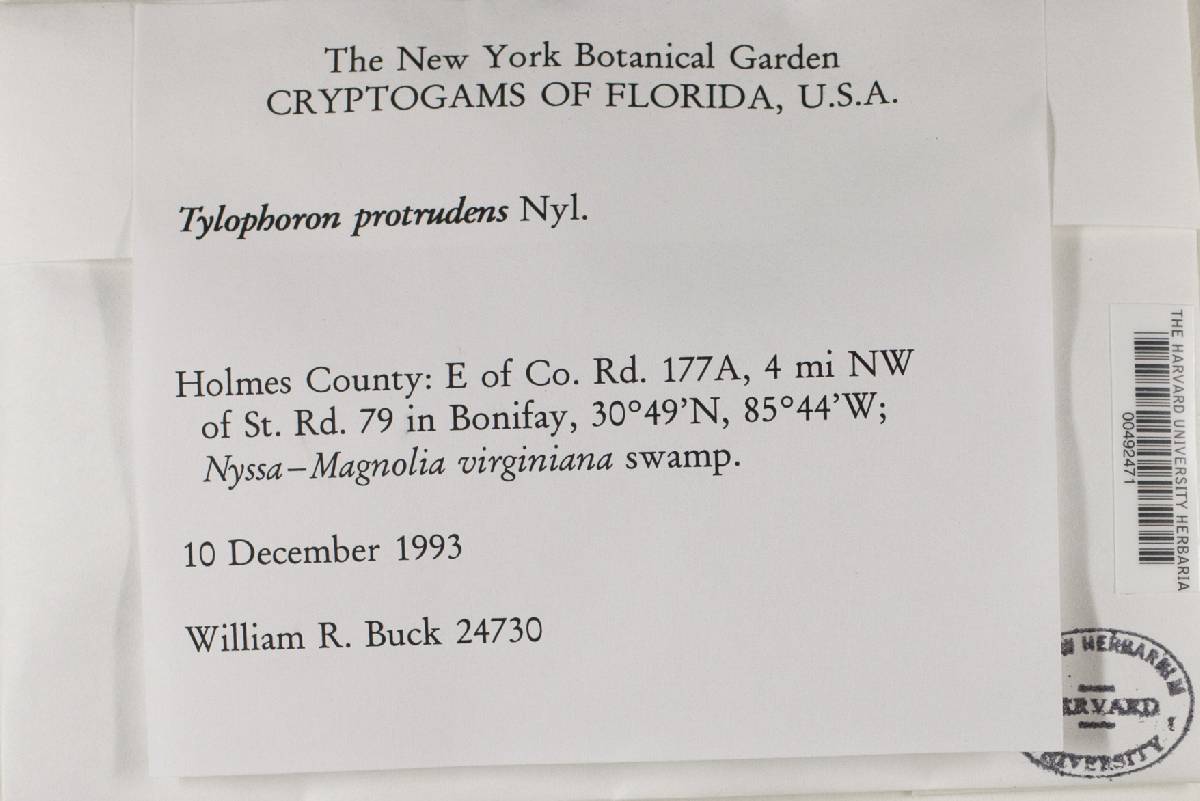 The New York Botanical Garden
CRYPTOGAMS OF FLORIDA, U.S.A.
Tylophoron protrudens Nyl.
Holmes County: E of Co. Rd. 177A, 4 mi NW
of St. Rd. 79 in Bonifay, 30°49'N, 85°44'W;
Nyssa–Magnolia virginiana swamp.
10 December 1993
William R. Buck 24730
THE HARVARD UNIVERSITY HERBARIA
00492471
HERBARIUM